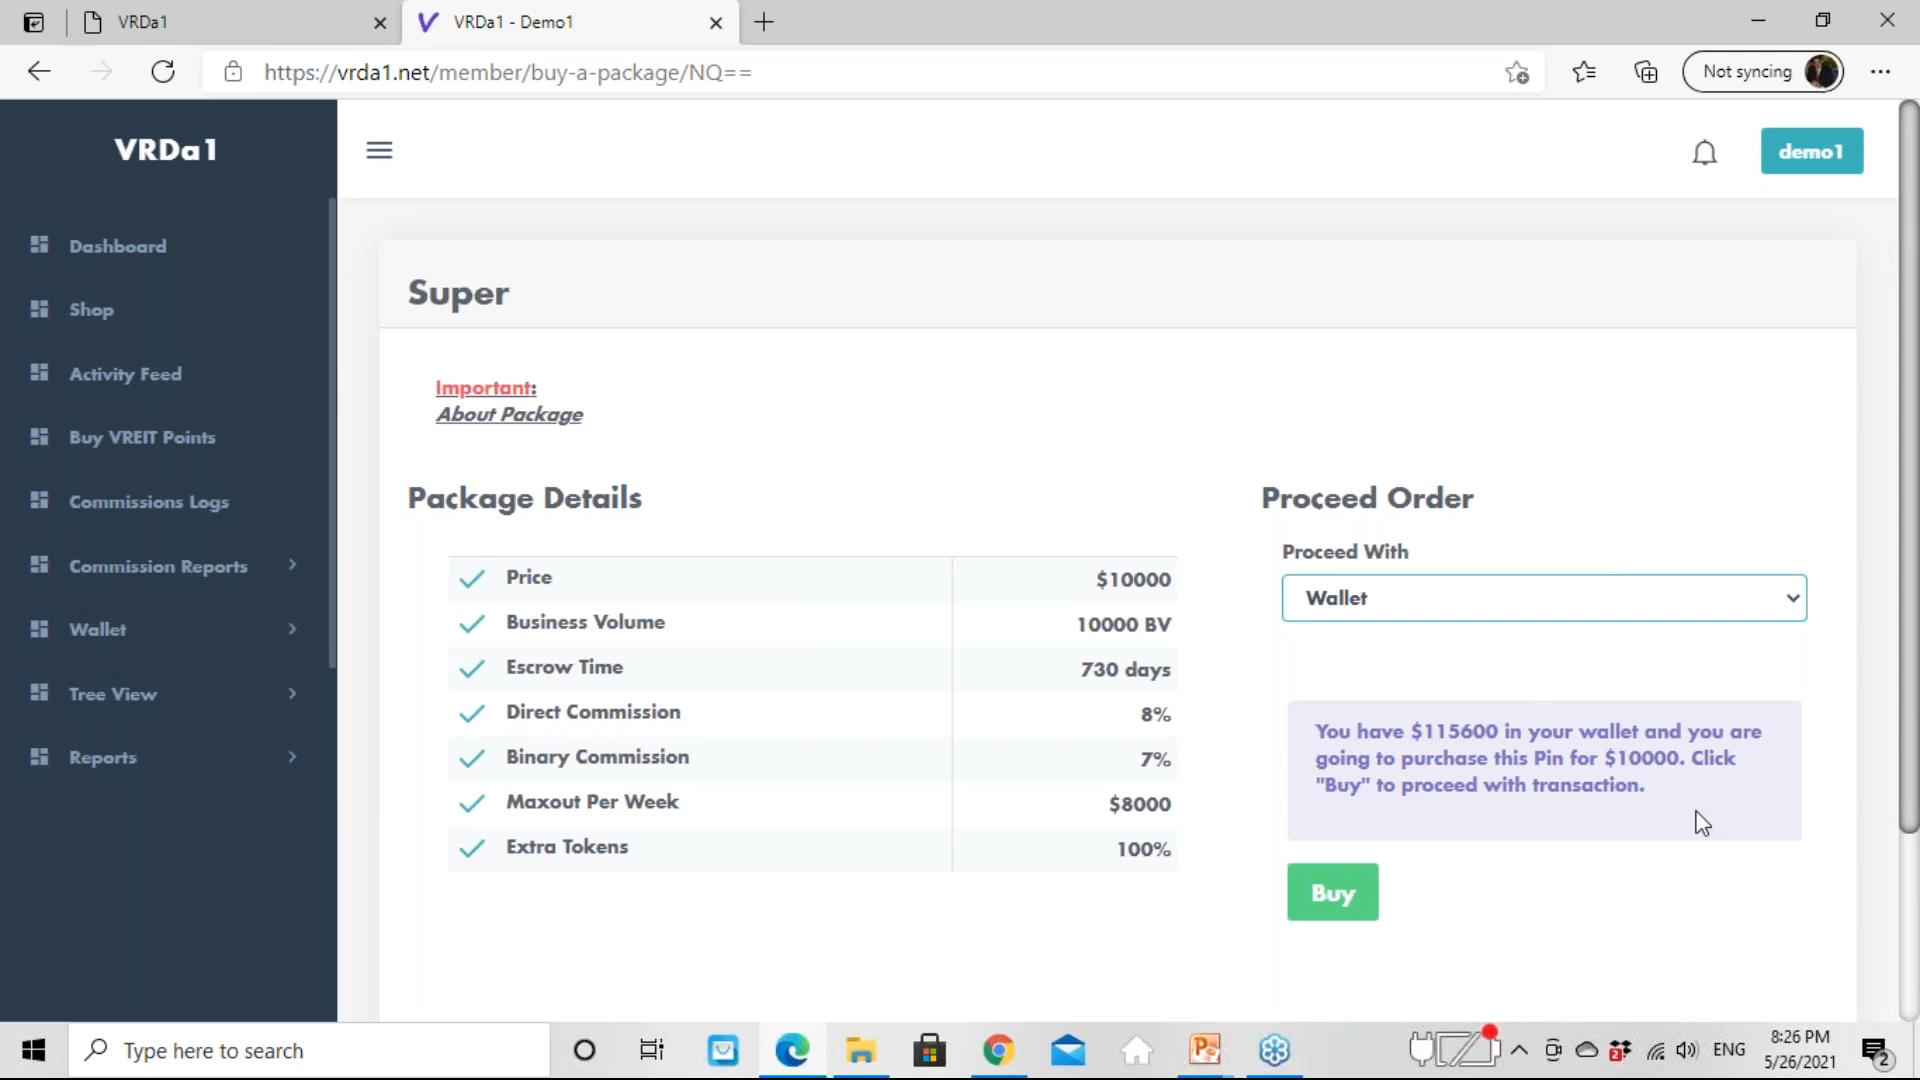 VRDa1
VRDa1 - Demo1
https://vrda1.net/member/buy-a-package/NQ==
Not syncing
VRDa1
demo1
Dashboard
Shop
Activity Feed
Buy VREIT Points
Commissions Logs
Commission Reports
Wallet
Tree View
Reports
Super
Important:
About Package
Package Details
Price $10000
Business Volume 10000 BV
Escrow Time 730 days
Direct Commission 8%
Binary Commission 7%
Maxout Per Week $8000
Extra Tokens 100%
Proceed Order
Proceed With
Wallet
You have $115600 in your wallet and you are
going to purchase this Pin for $10000. Click
"Buy" to proceed with transaction.
Buy
Type here to search
ENG
8:26 PM
5/26/2021
2
2